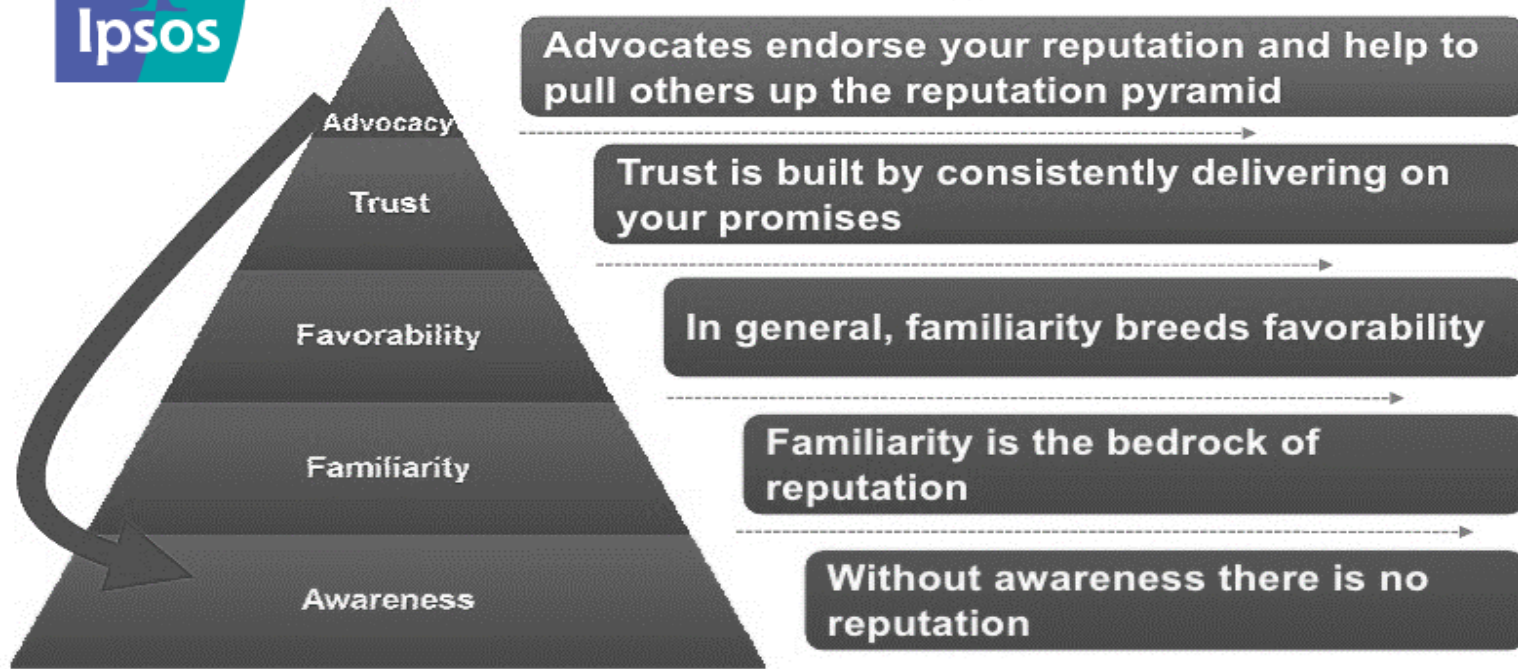 Ipsos
Advocacy
Advocates endorse your reputation and help to
pull others up the reputation pyramid
Trust
Trust is built by consistently delivering on
your promises
Favorability
In general, familiarity breeds favorability
Familiarity
Familiarity is the bedrock of
reputation
Awareness
Without awareness there is no
reputation